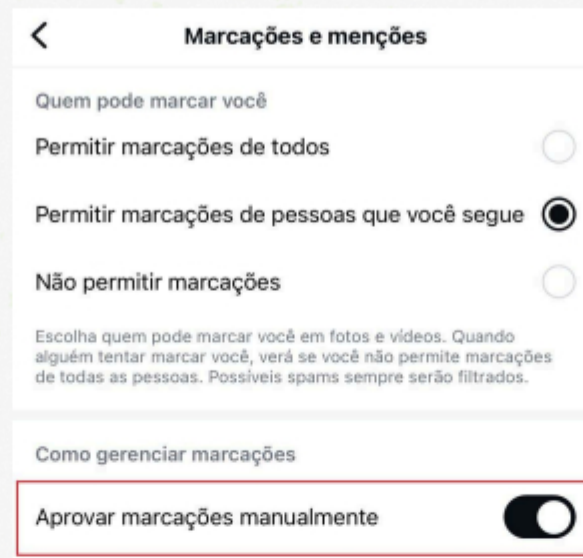 Marcações e menções
Quem pode marcar você
Permitir marcações de todos
Permitir marcações de pessoas que você segue
Não permitir marcações
Escolha quem pode marcar você em fotos e vídeos. Quando
alguém tentar marcar você, verá se você não permite marcações
de todas as pessoas. Possíveis spams sempre serão filtrados.
Como gerenciar marcações
Aprovar marcações manualmente